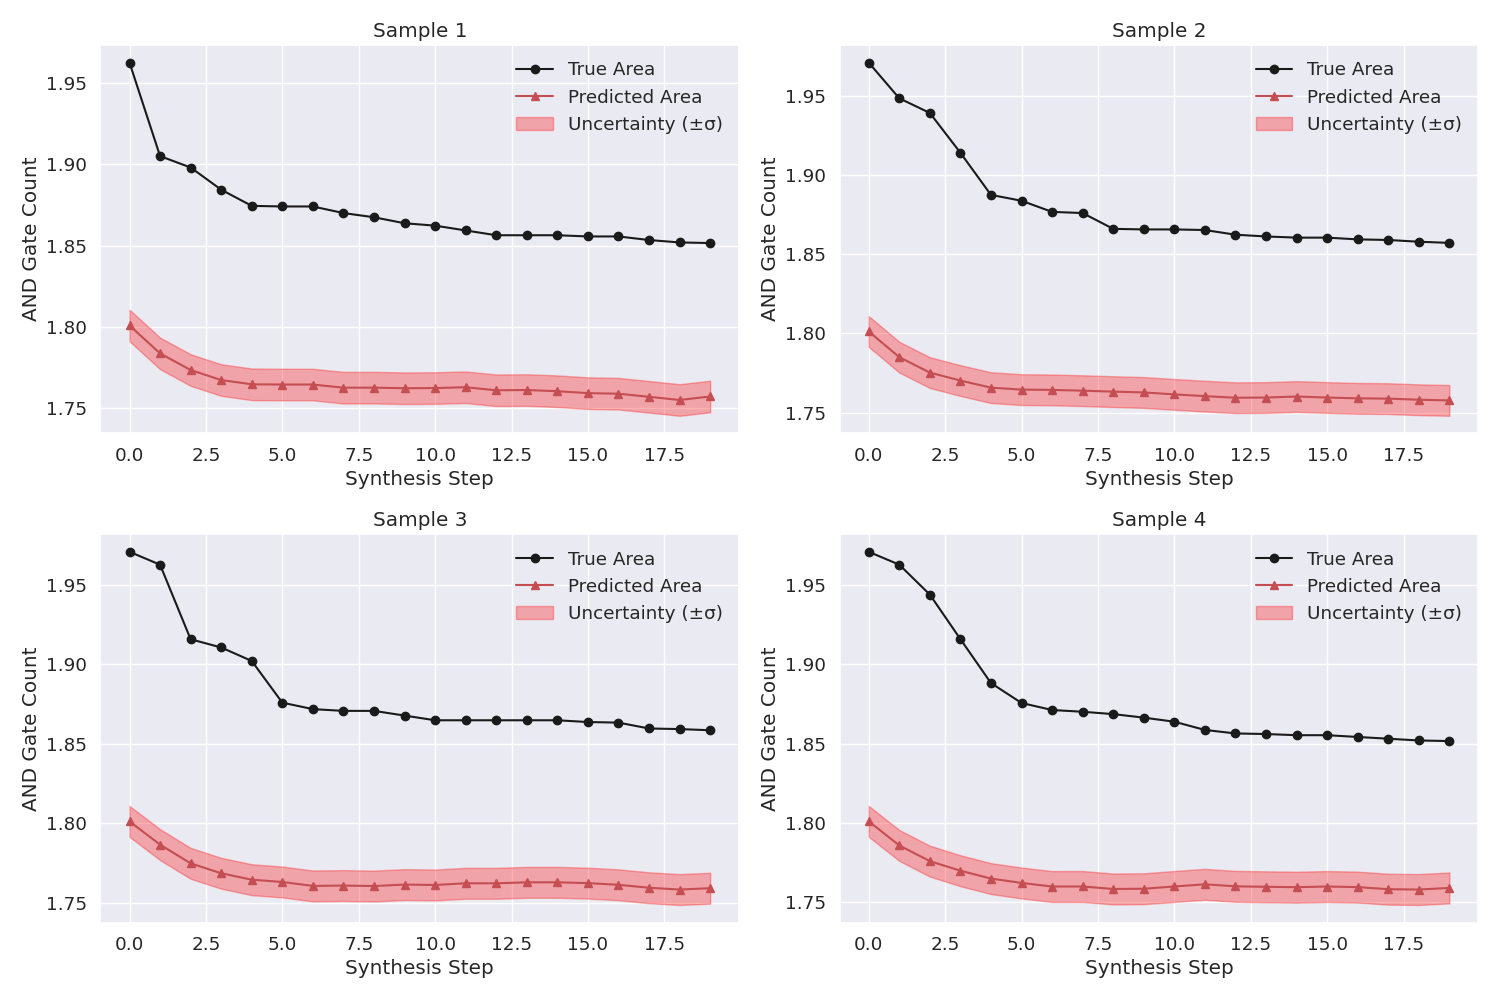 Sample 1
True Area
Predicted Area
Uncertainty (±σ)
AND Gate Count
1.95
1.90
1.85
1.80
1.75
0.0 2.5 5.0 7.5 10.0 12.5 15.0 17.5
Synthesis Step
Sample 2
True Area
Predicted Area
Uncertainty (±σ)
AND Gate Count
1.95
1.90
1.85
1.80
1.75
0.0 2.5 5.0 7.5 10.0 12.5 15.0 17.5
Synthesis Step
Sample 3
True Area
Predicted Area
Uncertainty (±σ)
AND Gate Count
1.95
1.90
1.85
1.80
1.75
0.0 2.5 5.0 7.5 10.0 12.5 15.0 17.5
Synthesis Step
Sample 4
True Area
Predicted Area
Uncertainty (±σ)
AND Gate Count
1.95
1.90
1.85
1.80
1.75
0.0 2.5 5.0 7.5 10.0 12.5 15.0 17.5
Synthesis Step